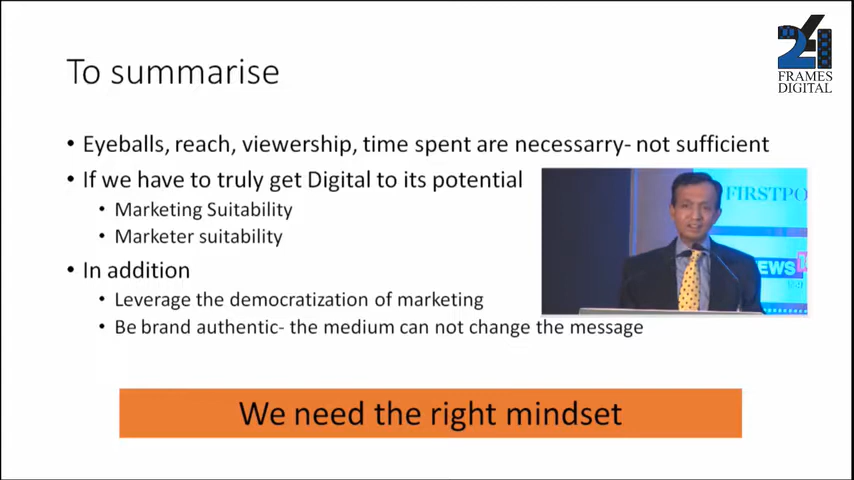 24
FRAMES
DIGITAL
To summarise
• Eyeballs, reach, viewership, time spent are necessarry- not sufficient
• If we have to truly get Digital to its potential
• Marketing Suitability
• Marketer suitability
• In addition
• Leverage the democratization of marketing
• Be brand authentic- the medium can not change the message
FIRSTPO
EWS
We need the right mindset